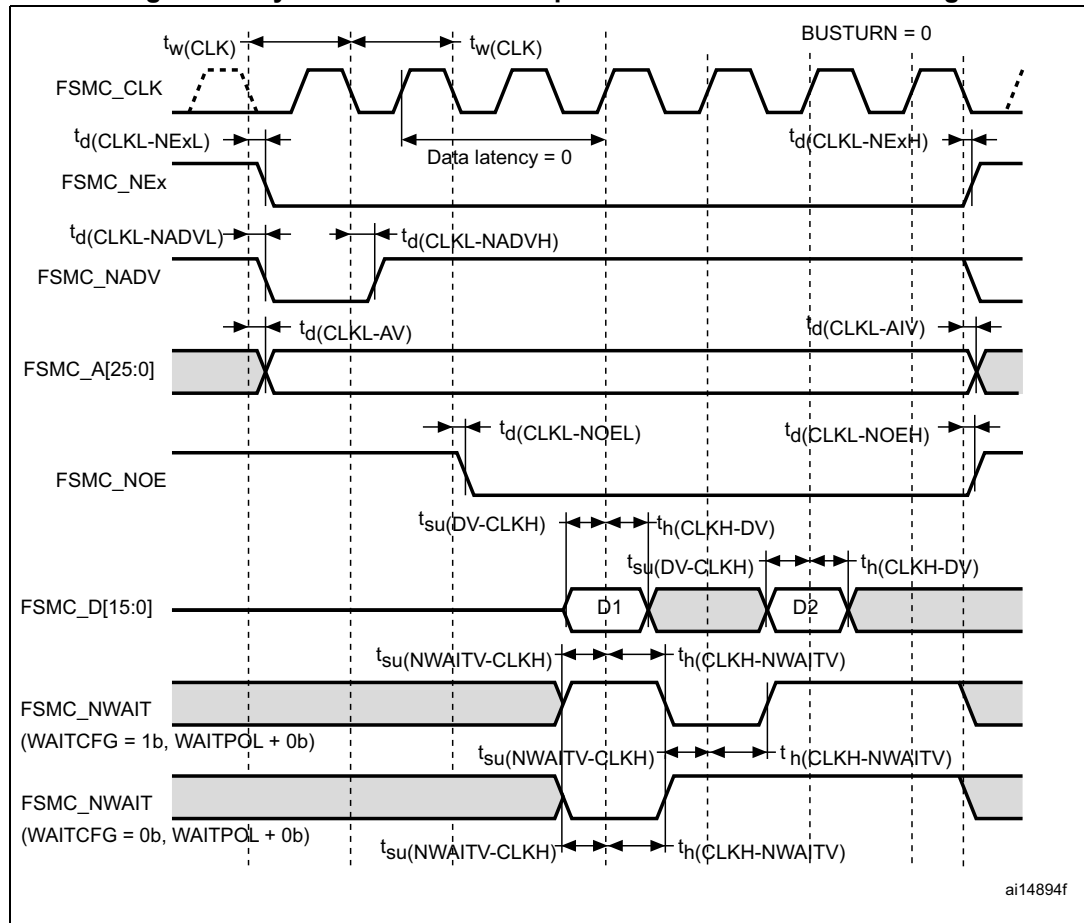 BUSTURN = 0
tw(CLK) tw(CLK)
FSMC_CLK
td(CLKL-NExL) Data latency = 0 td(CLKL-NExH)
FSMC_NEx
td(CLKL-NADVL) td(CLKL-NADVH)
FSMC_NADV
td(CLKL-AV) td(CLKL-AIV)
FSMC_A[25:0]
td(CLKL-NOEL) td(CLKL-NOEH)
FSMC_NOE
tsu(DV-CLKH) th(CLKH-DV)
tsu(DV-CLKH) th(CLKH-DV)
FSMC_D[15:0] D1 D2
tsu(NWAITV-CLKH) th(CLKH-NWAITV)
FSMC_NWAIT
(WAITCFG = 1b, WAITPOL + 0b)
tsu(NWAITV-CLKH) th(CLKH-NWAITV)
FSMC_NWAIT
(WAITCFG = 0b, WAITPOL + 0b)
tsu(NWAITV-CLKH) th(CLKH-NWAITV)
ai14894f